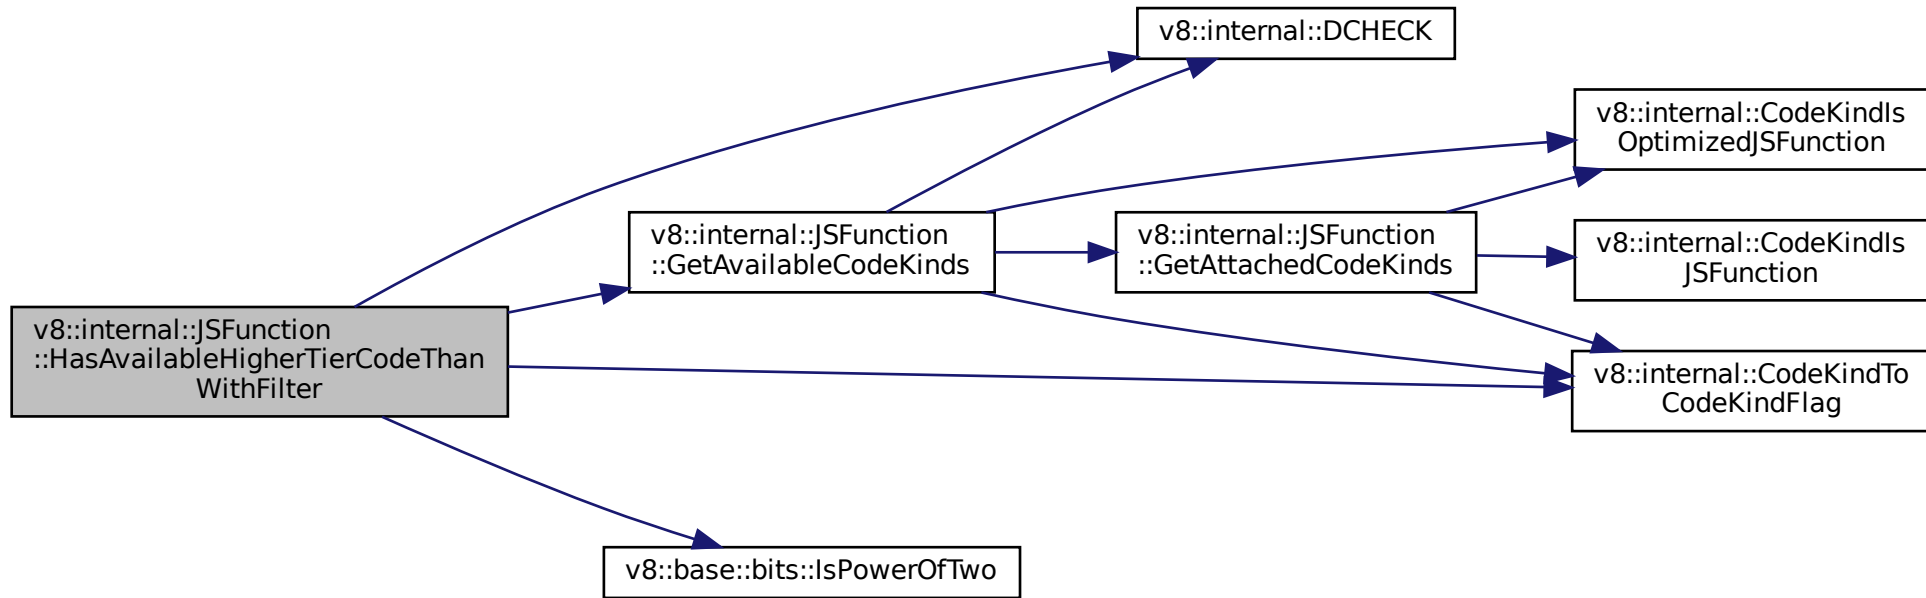 v8::internal::DCHECK
v8::internal::CodeKindIs
OptimizedJSFunction
v8::internal::JSFunction
::GetAvailableCodeKinds
v8::internal::JSFunction
::GetAttachedCodeKinds
v8::internal::CodeKindIs
JSFunction
v8::internal::JSFunction
::HasAvailableHigherTierCodeThan
WithFilter
v8::internal::CodeKindTo
CodeKindFlag
v8::base::bits::IsPowerOfTwo